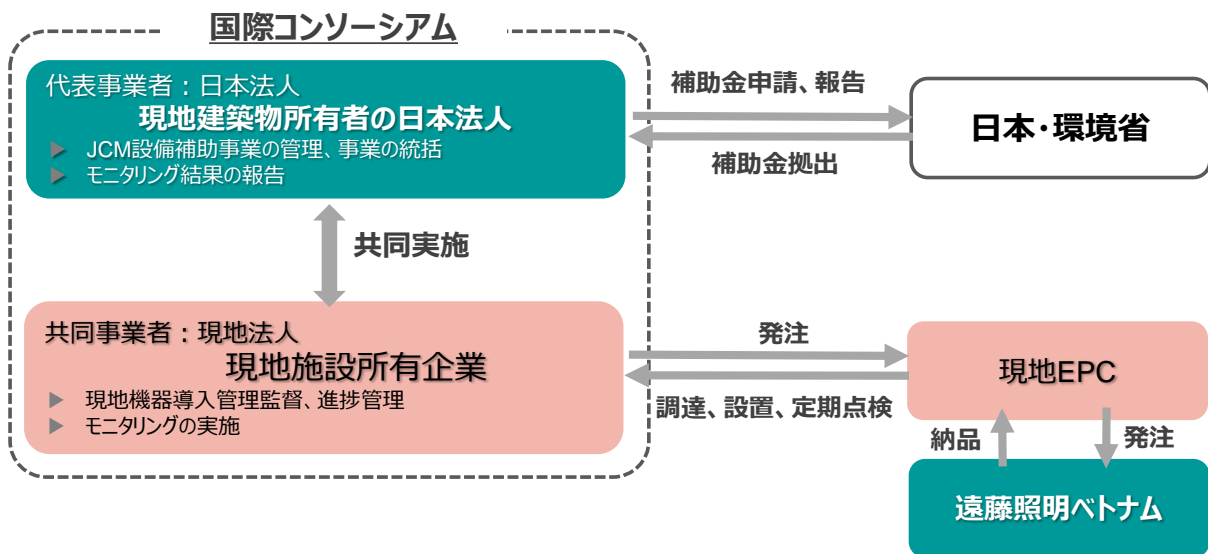 国際コンソーシアム
代表事業者：日本法人
現地建築物所有者の日本法人
▶ JCM設備補助事業の管理、事業の統括
▶ モニタリング結果の報告
補助金申請、報告
補助金拠出
日本・環境省
共同実施
共同事業者：現地法人
現地施設所有企業
▶ 現地機器導入管理監督、進捗管理
▶ モニタリングの実施
発注
調達、設置、定期点検
現地EPC
納品
発注
遠藤照明ベトナム